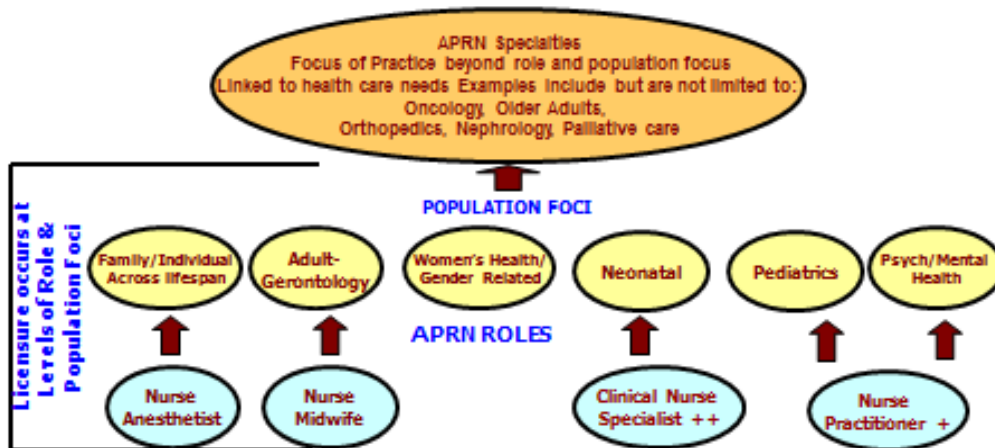 APRN Specialties
Focus of Practice beyond role and population focus
Linked to health care needs Examples include but are not limited to:
Oncology, Older Adults,
Orthopedics, Nephrology, Palliative care
Licensure occurs at
Levels of Role &
Population Foci
POPULATION FOCI
Family/Individual
Across lifespan
Adult-
Gerontology
Women's Health/
Gender Related
Neonatal
Pediatrics
Psych/Mental
Health
APRN ROLES
Nurse
Anesthetist
Nurse
Midwife
Clinical Nurse
Specialist ++
Nurse
Practitioner +